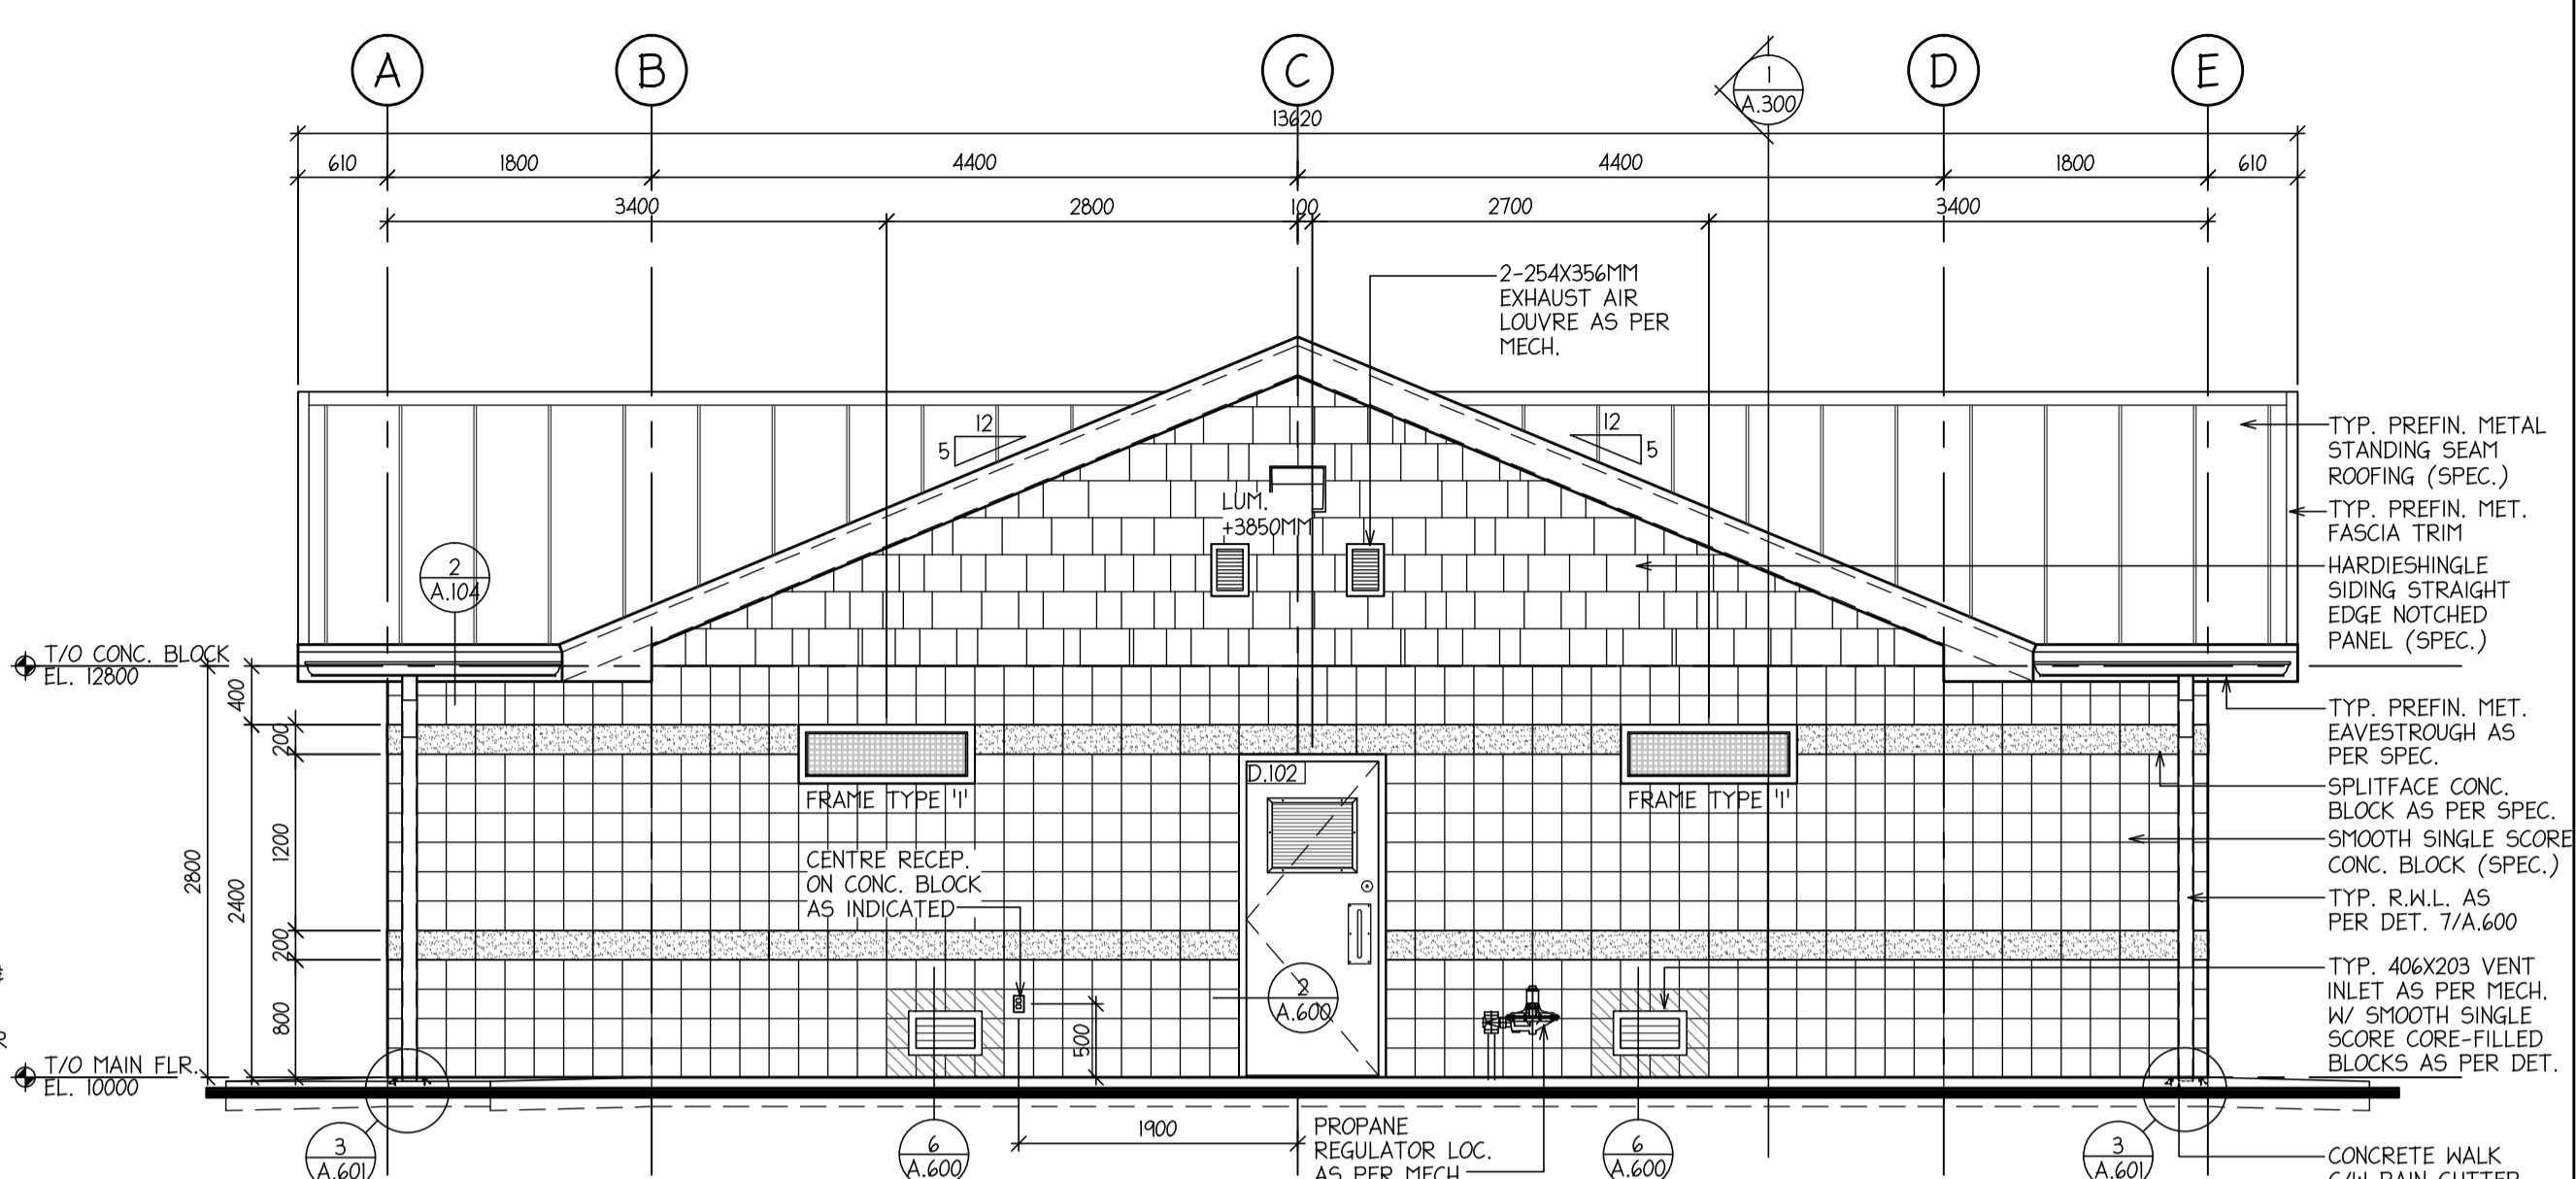 A
B
C
D
E
1
A.300
13620
610
1800
4400
4400
1800
610
3400
2800
100
2700
3400
2-254X356MM
EXHAUST AIR
LOUVRE AS PER
MECH.
12
5
12
5
LUM.
+3850MM
2
A.104
TYP. PREFIN. METAL
STANDING SEAM
ROOFING (SPEC.)
TYP. PREFIN. MET.
FASCIA TRIM
HARDIESHINGLE
SIDING STRAIGHT
EDGE NOTCHED
PANEL (SPEC.)
T/O CONC. BLOCK
EL. 12800
400
200
1200
2800
2400
200
800
TYP. PREFIN. MET.
EAVESTROUGH AS
PER SPEC.
SPLITFACE CONC.
BLOCK AS PER SPEC.
SMOOTH SINGLE SCORE
CONC. BLOCK (SPEC.)
TYP. R.W.L. AS
PER DET. 7/A.600
TYP. 406X203 VENT
INLET AS PER MECH.
W/ SMOOTH SINGLE
SCORE CORE-FILLED
BLOCKS AS PER DET.
D.102
FRAME TYPE '1'
FRAME TYPE '1'
CENTRE RECEP.
ON CONC. BLOCK
AS INDICATED
2
A.600
500
T/O MAIN FLR.
EL. 10000
3
A.601
6
A.600
1900
PROPANE
REGULATOR LOC.
AS PER MECH
6
A.600
3
A.601
CONCRETE WALK